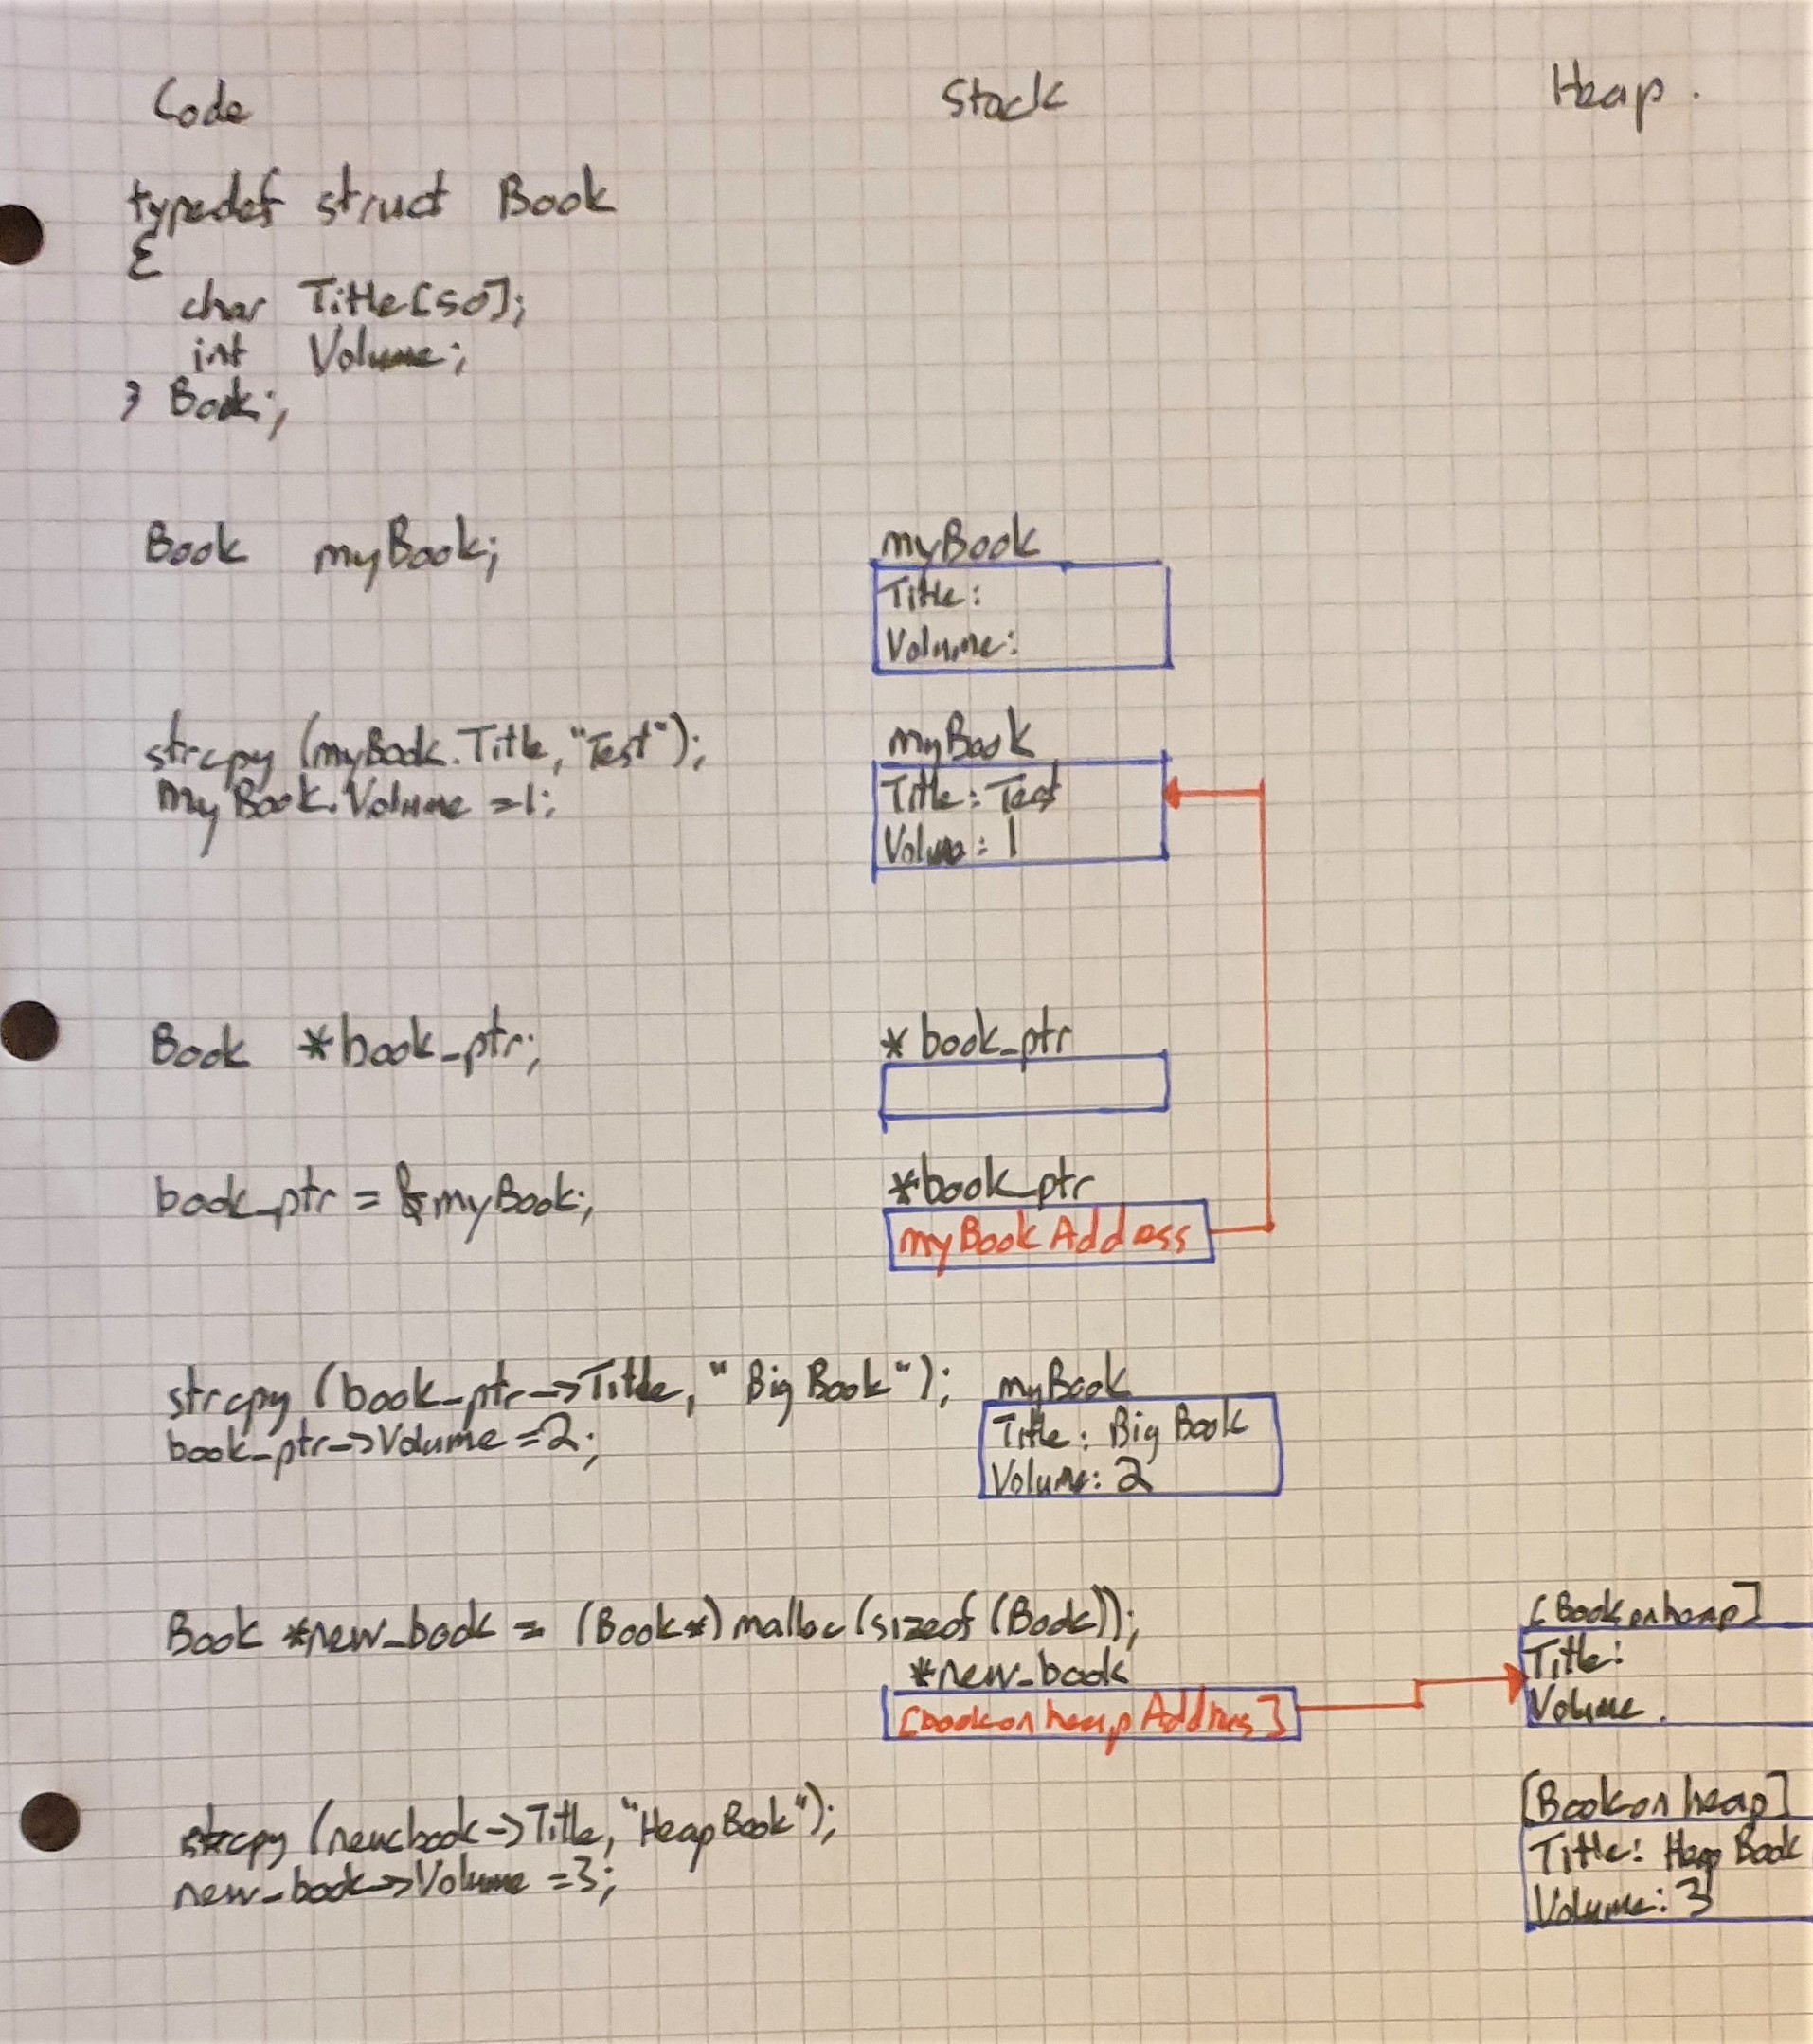 Code Stack Heap.
typedef struct Book
{
char Title[50];
int Volume;
} Book;
Book myBook;
myBook
Title:
Volume:
strcpy (myBook.Title, "Test");
myBook.Volume =1;
myBook
Title: Test
Volume: 1
Book *book_ptr;
*book_ptr
book_ptr = &myBook;
*book_ptr
myBook Address
strcpy (book_ptr->Title, "Big Book");
book_ptr->Volume =2;
myBook
Title: Big Book
Volume: 2
Book *new_book = (Book*) malloc (sizeof (Book));
*new_book
[book on heap Address]
[Book on heap]
Title:
Volume.
strcpy (new_book->Title, "Heap Book");
new_book->Volume =3;
[Book on heap]
Title: Heap Book
Volume: 3